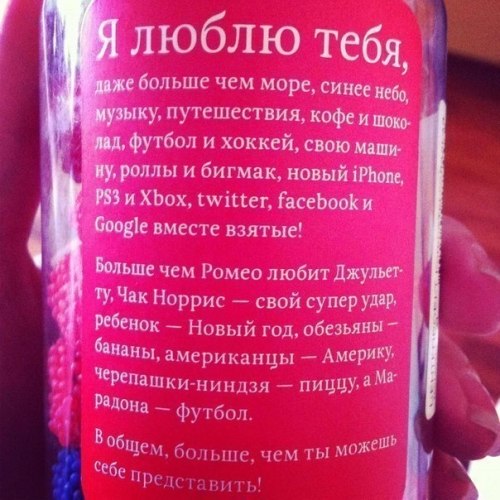 Я люблю тебя,
даже больше чем море, синее небо,
музыку, путешествия, кофе и шоко-
лад, футбол и хоккей, свою маши-
ну, роллы и бигмак, новый iPhone,
PS3 и Xbox, twitter, facebook и
Google вместе взятые!
Больше чем Ромео любит Джульет-
ту, Чак Норрис — свой супер удар,
ребенок — Новый год, обезьяны —
бананы, американцы — Америку,
черепашки-ниндзя — пиццу, а Ма-
радона — футбол.
В общем, больше, чем ты можешь
себе представить!